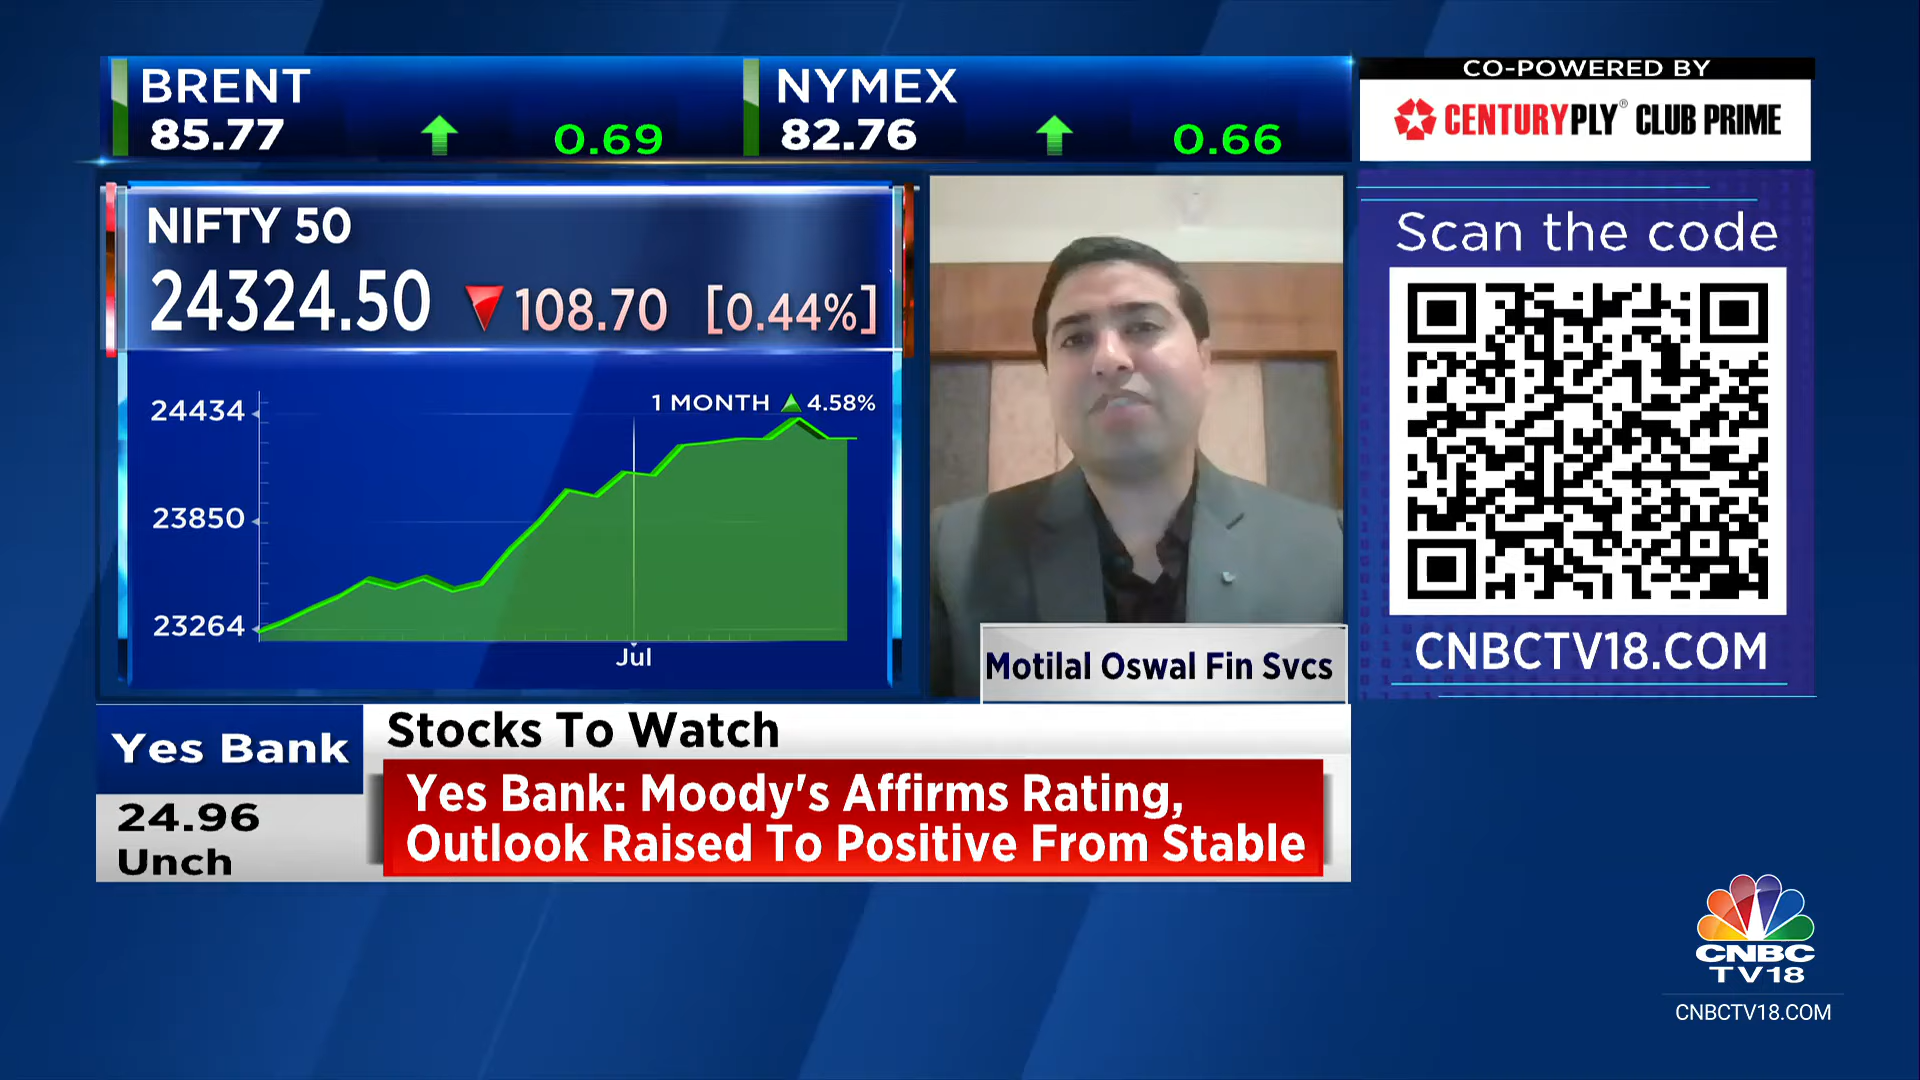 BRENT
85.77 0.69
NYMEX
82.76 0.66
CO-POWERED BY
CENTURYPLY® CLUB PRIME
NIFTY 50
24324.50 108.70 [0.44%]
1 MONTH 4.58%
24434
23850
23264
Jul
Motilal Oswal Fin Svcs
Scan the code
CNBCTV18.COM
Yes Bank
24.96
Unch
Stocks To Watch
Yes Bank: Moody's Affirms Rating,
Outlook Raised To Positive From Stable
CNBC
TV18
CNBCTV18.COM